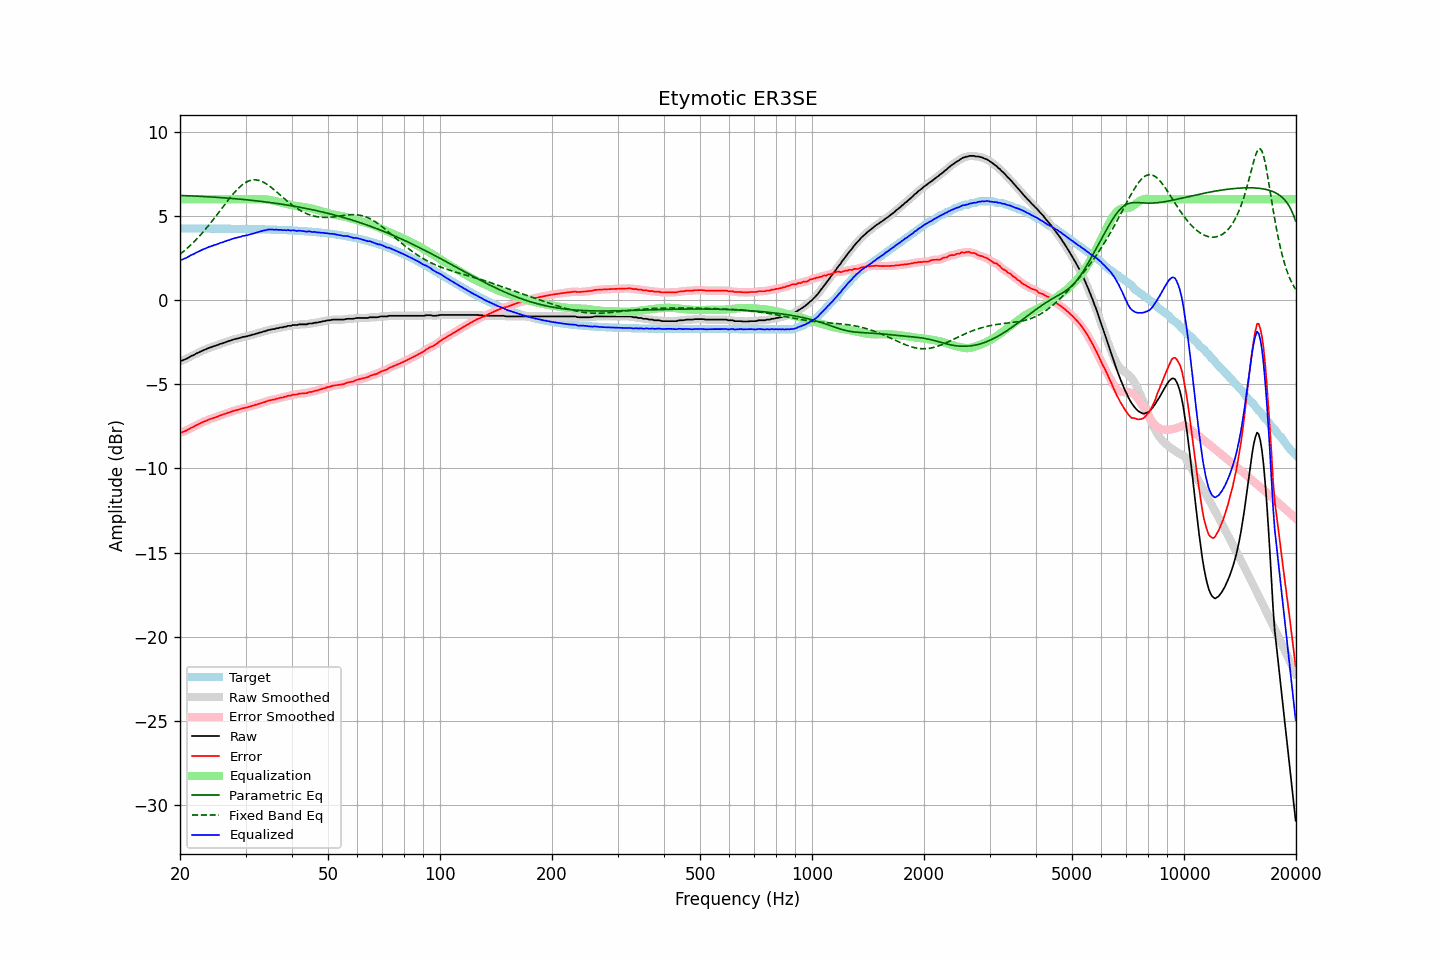 Etymotic ER3SE
10
5
0
−5
−10
−15
−20
−25
−30
Amplitude (dBr)
Target
Raw Smoothed
Error Smoothed
Raw
Error
Equalization
Parametric Eq
Fixed Band Eq
Equalized
20 50 100 200 500 1000 2000 5000 10000 20000
Frequency (Hz)